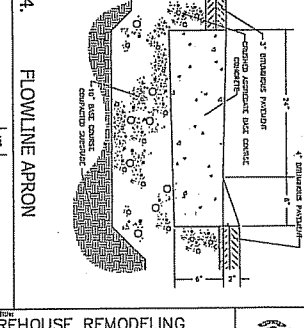 3" BITUMINOUS PAVEMENT
CRUSHED AGGREGATE BASE COURSE
CONCRETE
24"
6"
4" BITUMINOUS PAVEMENT
10" BASE COURSE
COMPACTED SUBGRADE
6"
2"
4. FLOWLINE APRON
REHOUSE REMODELING